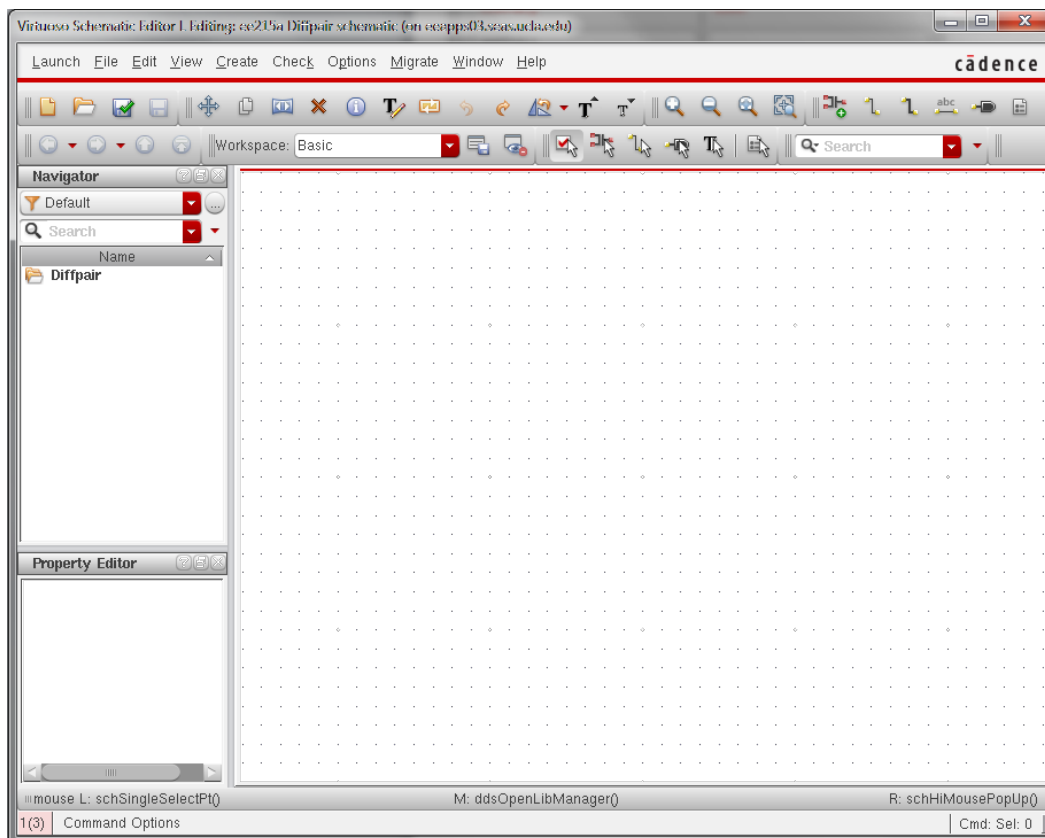 Virtuoso Schematic Editor L Editing: ee215a Diffpair schematic (on eeapps03.seas.ucla.edu)
Launch File Edit View Create Check Options Migrate Window Help cādence
T T T abc
Workspace: Basic T Search
Navigator
Default ...
Search
Name
Diffpair
Property Editor
mouse L: schSingleSelectPt() M: ddsOpenLibManager() R: schHiMousePopUp()
1(3) Command Options Cmd: Sel: 0